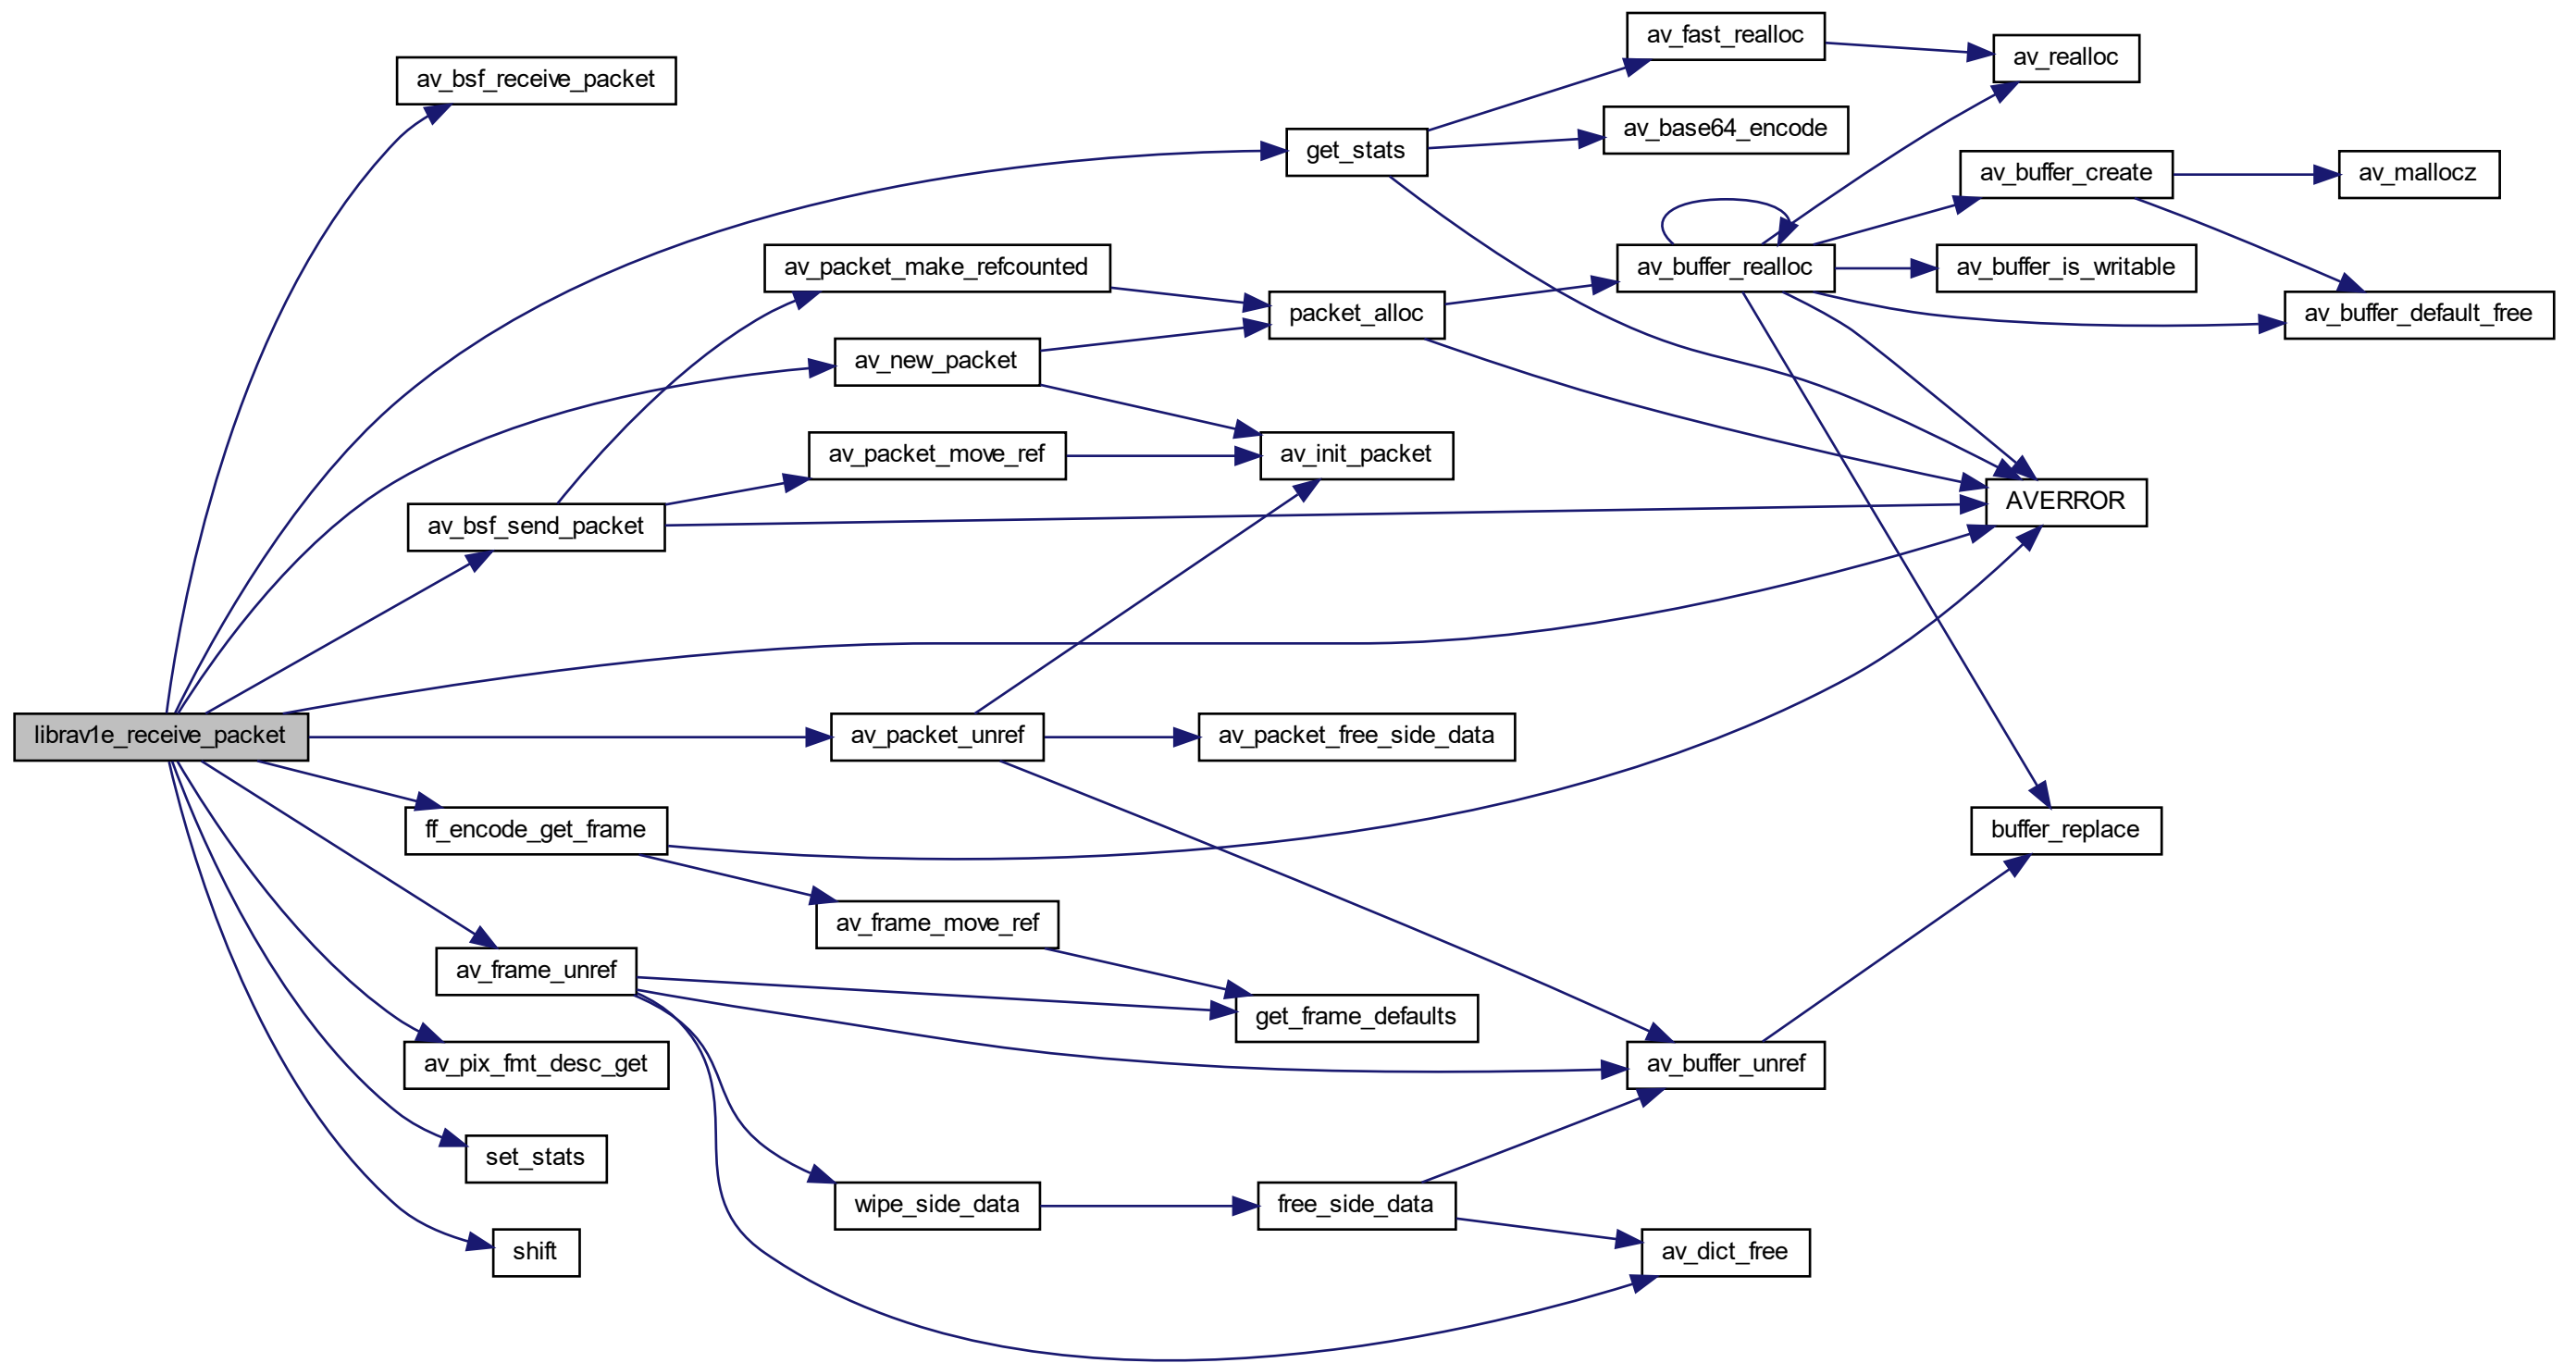 av_fast_realloc
av_realloc
av_bsf_receive_packet
av_base64_encode
get_stats
av_buffer_create
av_mallocz
av_packet_make_refcounted
av_buffer_realloc
av_buffer_is_writable
packet_alloc
av_buffer_default_free
av_new_packet
av_packet_move_ref
av_init_packet
AVERROR
av_bsf_send_packet
librav1e_receive_packet
av_packet_unref
av_packet_free_side_data
ff_encode_get_frame
buffer_replace
av_frame_move_ref
av_frame_unref
get_frame_defaults
av_pix_fmt_desc_get
av_buffer_unref
set_stats
wipe_side_data
free_side_data
shift
av_dict_free